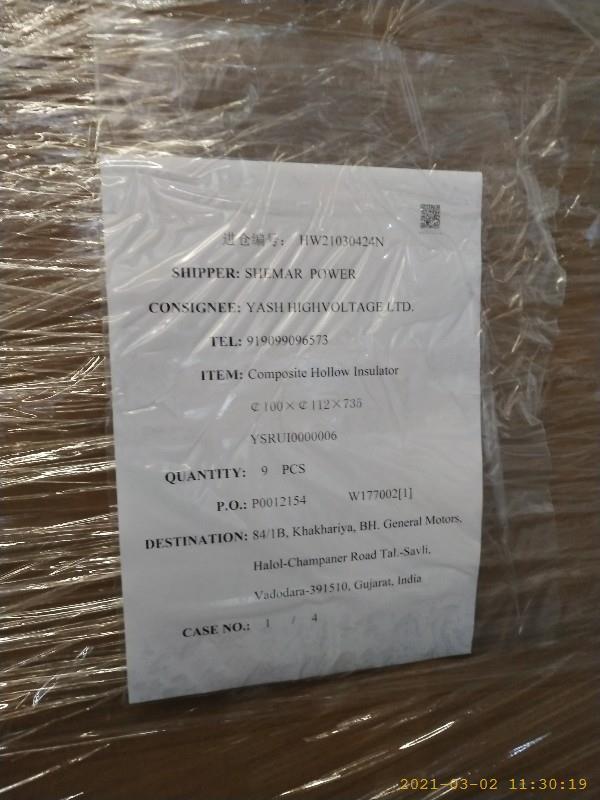 进仓编号： HW21030424N
SHIPPER: SHEMAR POWER
CONSIGNEE: YASH HIGHVOLTAGE LTD.
TEL: 919099096573
ITEM: Composite Hollow Insulator
¢100×¢112×735
YSRUI0000006
QUANTITY: 9 PCS
P.O.: P0012154 W177002[1]
DESTINATION: 84/1B, Khakhariya, BH. General Motors,
Halol-Champaner Road Tal.-Savli,
Vadodara-391510, Gujarat, India
CASE NO.: 1 / 4
2021-03-02 11:30:19